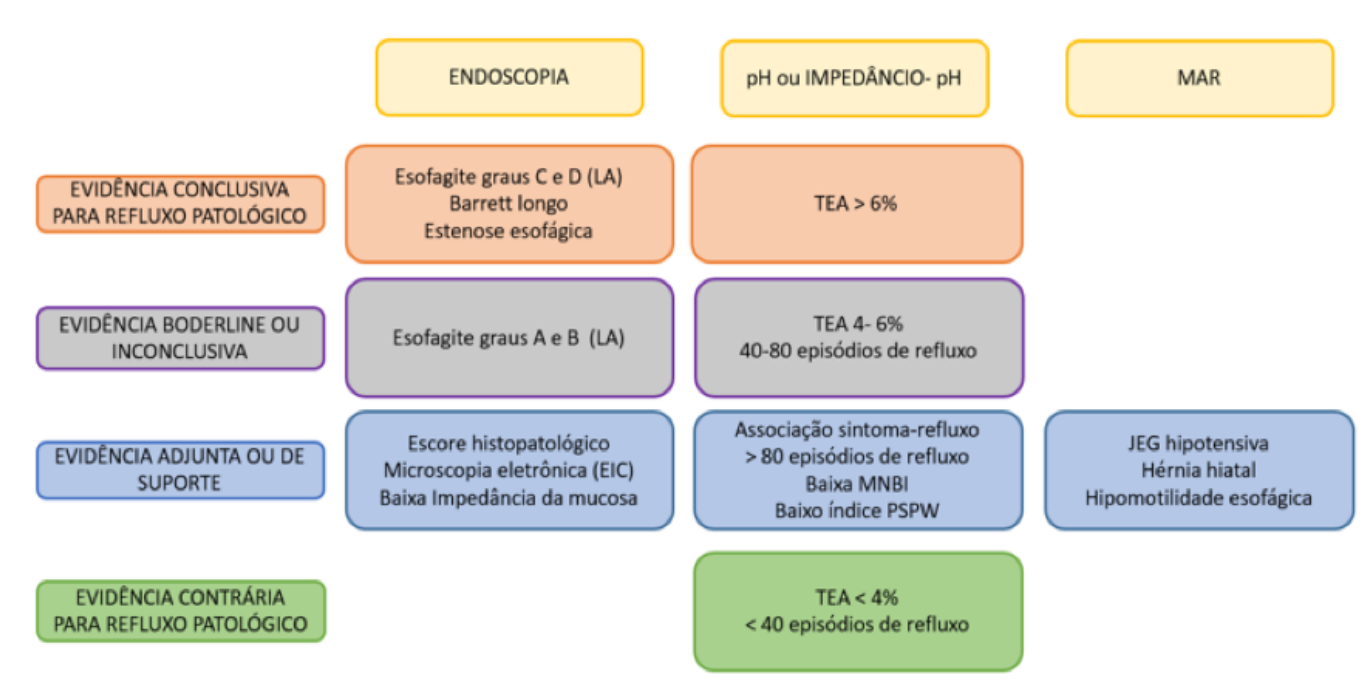 ENDOSCOPIA
pH ou IMPEDÂNCIO- pH
MAR
EVIDÊNCIA CONCLUSIVA
PARA REFLUXO PATOLÓGICO
Esofagite graus C e D (LA)
Barrett longo
Estenose esofágica
TEA > 6%
EVIDÊNCIA BODERLINE OU
INCONCLUSIVA
Esofagite graus A e B (LA)
TEA 4- 6%
40-80 episódios de refluxo
EVIDÊNCIA ADJUNTA OU DE
SUPORTE
Escore histopatológico
Microscopia eletrônica (EIC)
Baixa Impedância da mucosa
Associação sintoma-refluxo
> 80 episódios de refluxo
Baixa MNBI
Baixo índice PSPW
JEG hipotensiva
Hérnia hiatal
Hipomotilidade esofágica
EVIDÊNCIA CONTRÁRIA
PARA REFLUXO PATOLÓGICO
TEA < 4%
< 40 episódios de refluxo